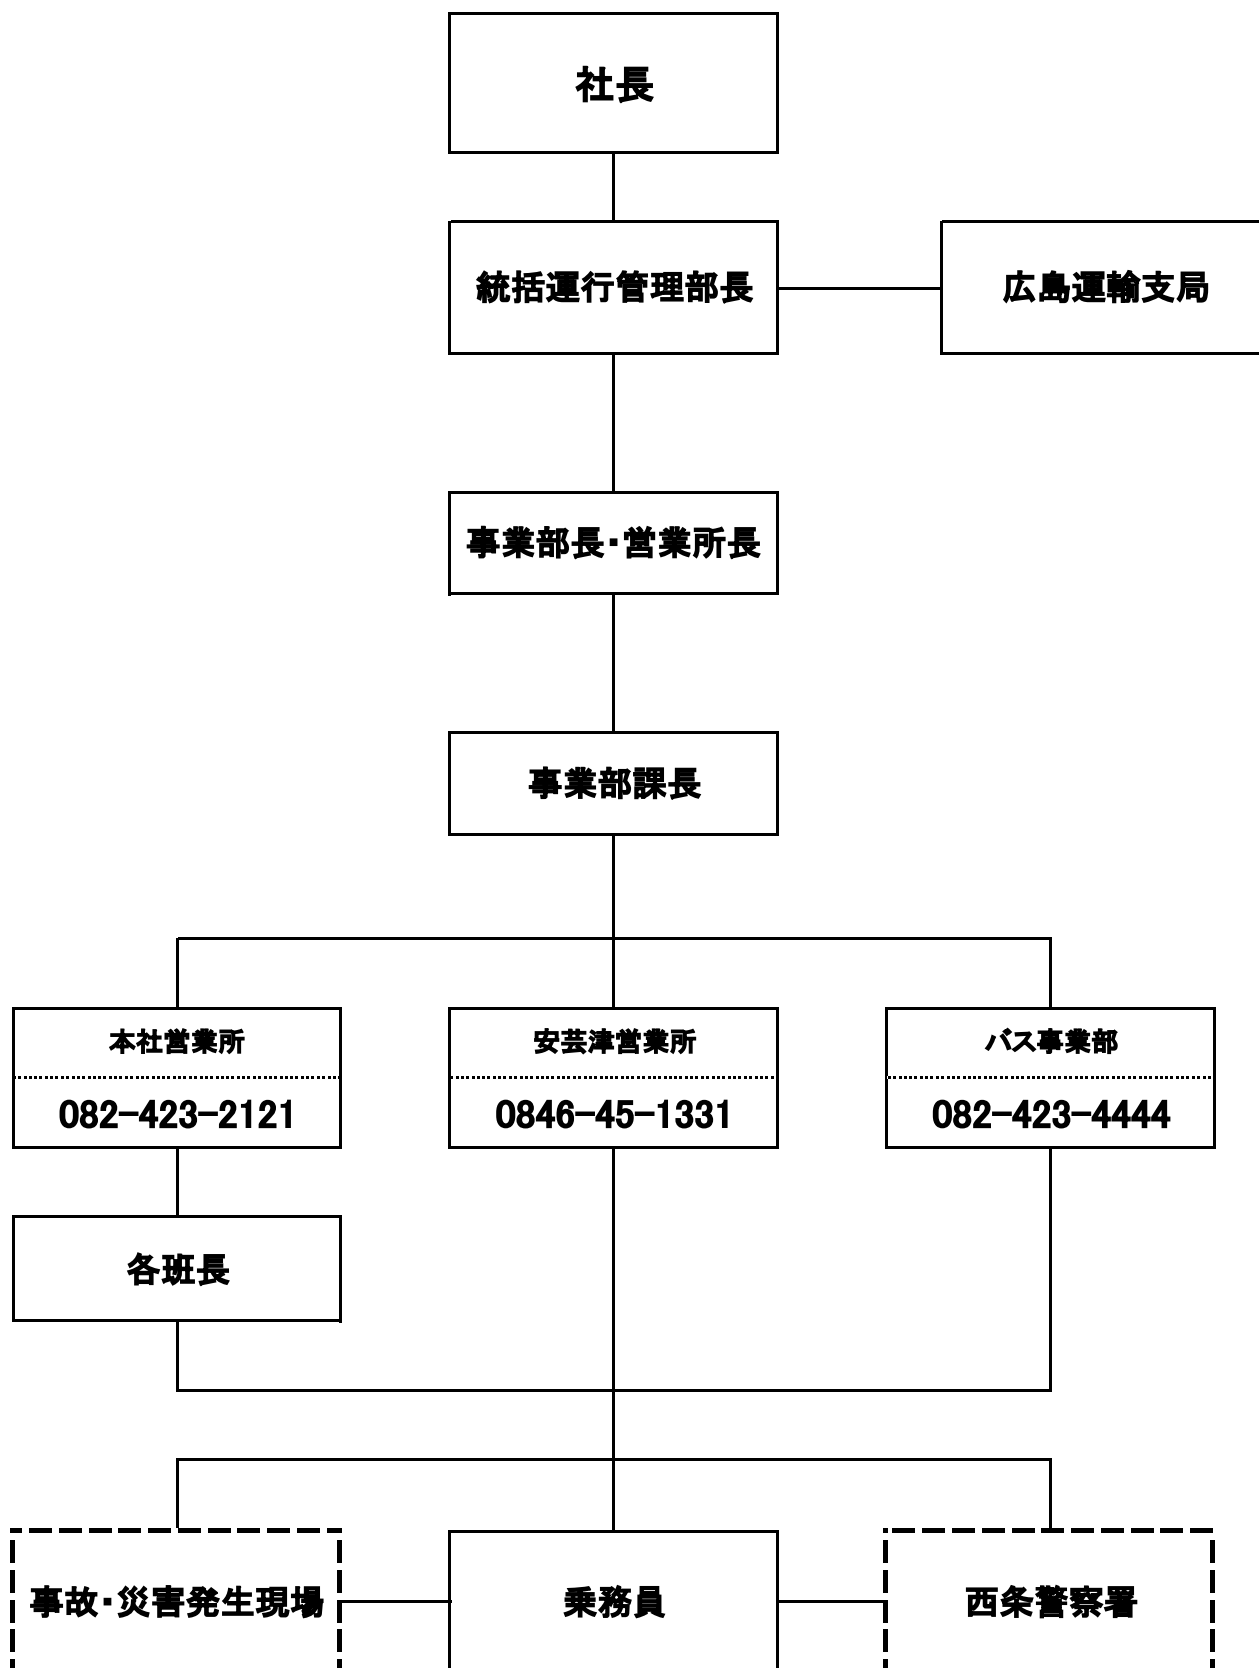 社長
統括運行管理部長
広島運輸支局
事業部長・営業所長
事業部課長
本社営業所
安芸津営業所
バス事業部
082-423-2121
0846-45-1331
082-423-4444
各班長
事故・災害発生現場
乗務員
西条警察署